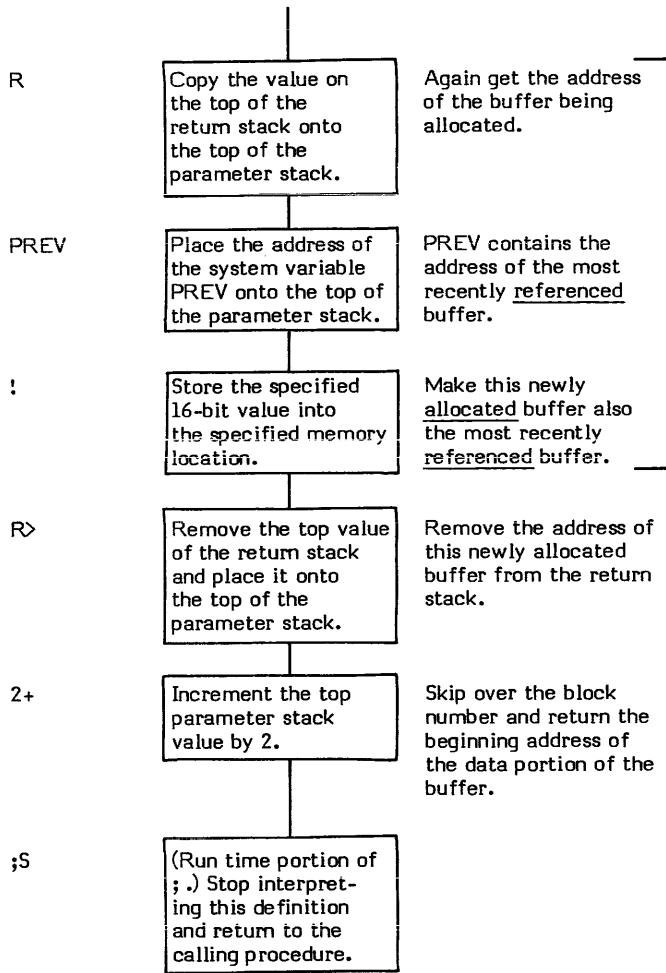 R
Copy the value on
the top of the
return stack onto
the top of the
parameter stack.
Again get the address
of the buffer being
allocated.
PREV
Place the address of
the system variable
PREV onto the top of
the parameter stack.
PREV contains the
address of the most
recently referenced
buffer.
!
Store the specified
16-bit value into
the specified memory
location.
Make this newly
allocated buffer also
the most recently
referenced buffer.
R>
Remove the top value
of the return stack
and place it onto
the top of the
parameter stack.
Remove the address of
this newly allocated
buffer from the return
stack.
2+
Increment the top
parameter stack
value by 2.
Skip over the block
number and return the
beginning address of
the data portion of the
buffer.
;S
(Run time portion of
; .) Stop interpret-
ing this definition
and return to the
calling procedure.